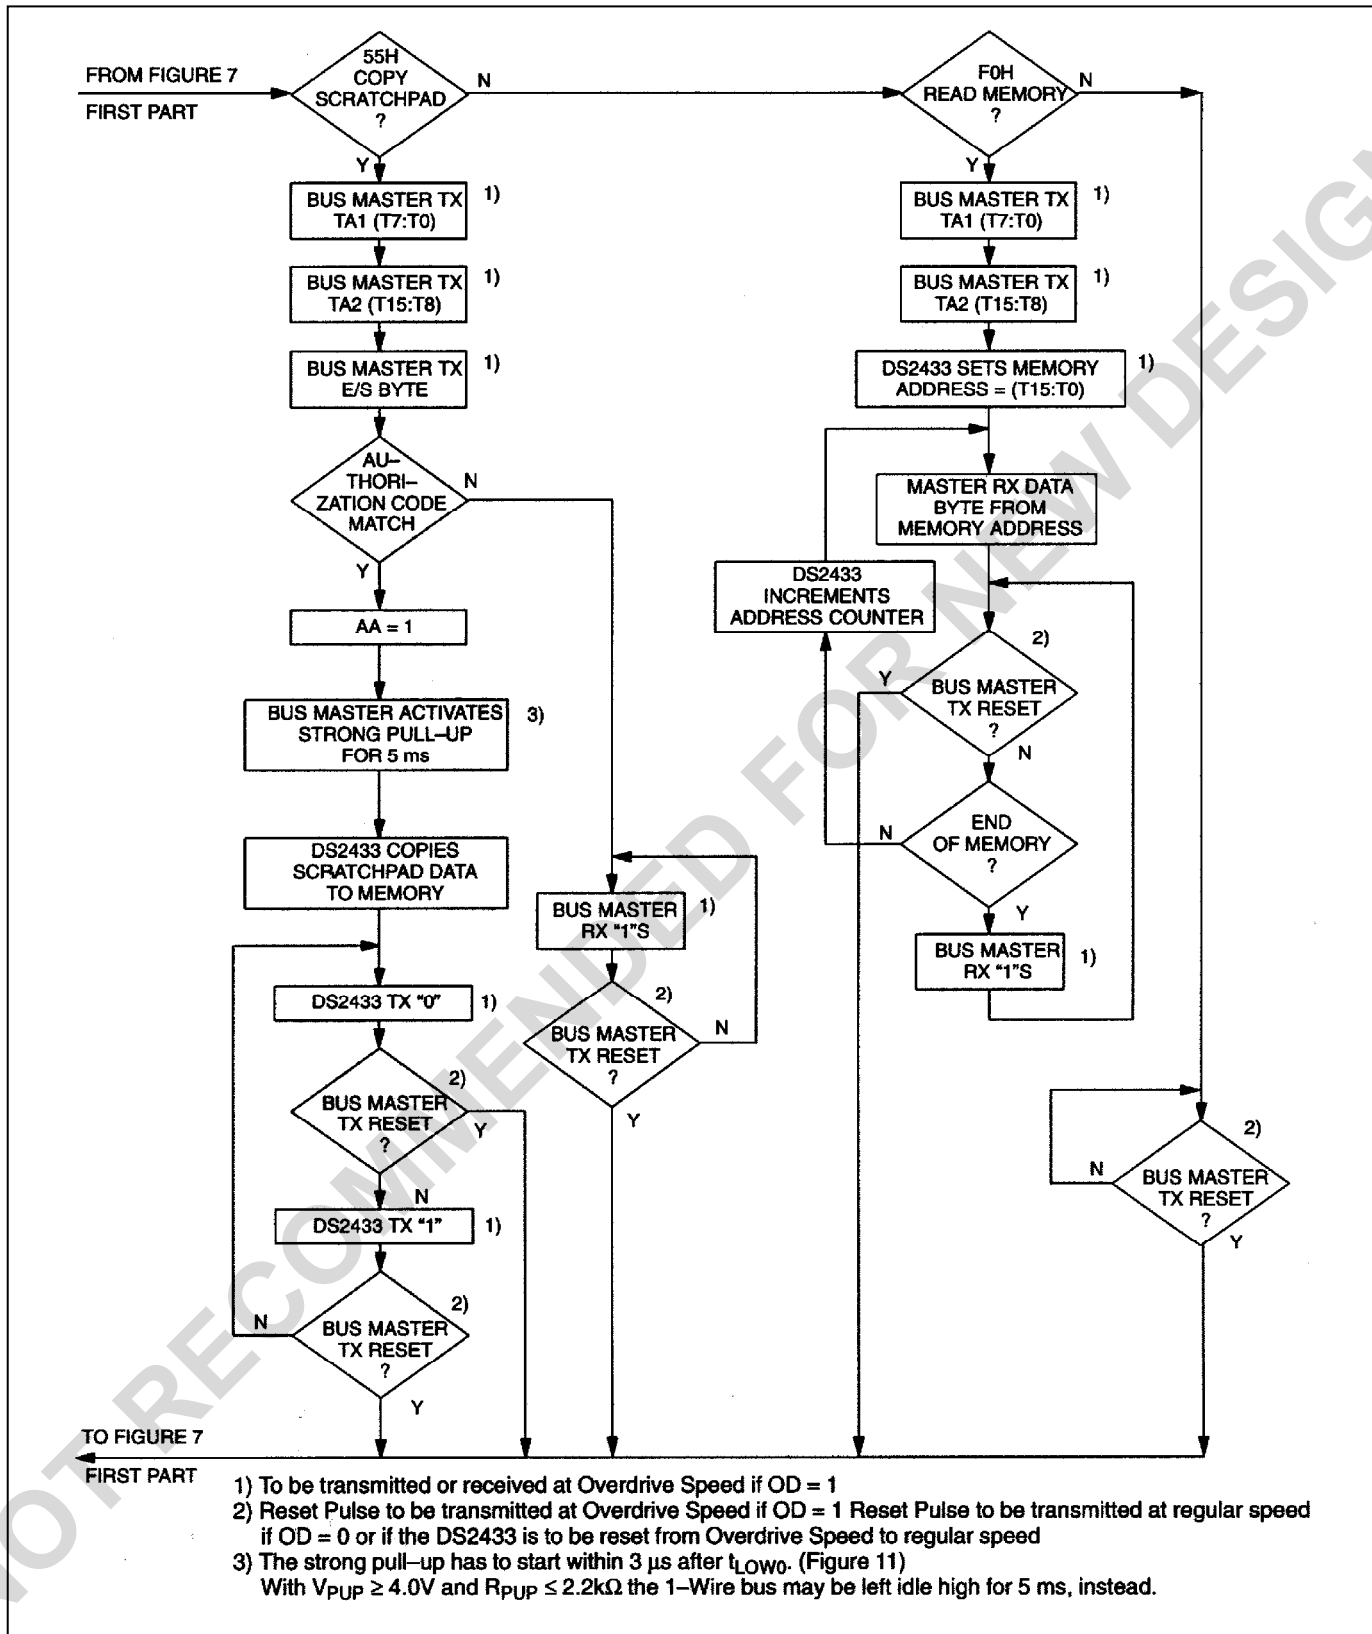 FROM FIGURE 7
FIRST PART
55H
COPY
SCRATCHPAD
?
N
Y
BUS MASTER TX
TA1 (T7:T0)
1)
BUS MASTER TX
TA2 (T15:T8)
1)
BUS MASTER TX
E/S BYTE
1)
AU–
THORI–
ZATION CODE
MATCH
N
Y
AA = 1
BUS MASTER ACTIVATES
STRONG PULL–UP
FOR 5 ms
3)
DS2433 COPIES
SCRATCHPAD DATA
TO MEMORY
DS2433 TX "0"
1)
2)
BUS MASTER
TX RESET
?
Y
N
DS2433 TX "1"
1)
2)
BUS MASTER
TX RESET
?
N
Y
BUS MASTER
RX "1"S
1)
2)
BUS MASTER
TX RESET
?
N
Y
F0H
READ MEMORY
?
N
Y
BUS MASTER TX
TA1 (T7:T0)
1)
BUS MASTER TX
TA2 (T15:T8)
1)
DS2433 SETS MEMORY
ADDRESS = (T15:T0)
1)
MASTER RX DATA
BYTE FROM
MEMORY ADDRESS
DS2433
INCREMENTS
ADDRESS COUNTER
2)
BUS MASTER
TX RESET
?
Y
N
END
OF MEMORY
?
N
Y
BUS MASTER
RX "1"S
1)
2)
BUS MASTER
TX RESET
?
N
Y
TO FIGURE 7
FIRST PART
1) To be transmitted or received at Overdrive Speed if OD = 1
2) Reset Pulse to be transmitted at Overdrive Speed if OD = 1 Reset Pulse to be transmitted at regular speed
if OD = 0 or if the DS2433 is to be reset from Overdrive Speed to regular speed
3) The strong pull–up has to start within 3 µs after tLOW0. (Figure 11)
With VPUP ≥ 4.0V and RPUP ≤ 2.2kΩ the 1–Wire bus may be left idle high for 5 ms, instead.
NOT RECOMMENDED FOR NEW DESIGN